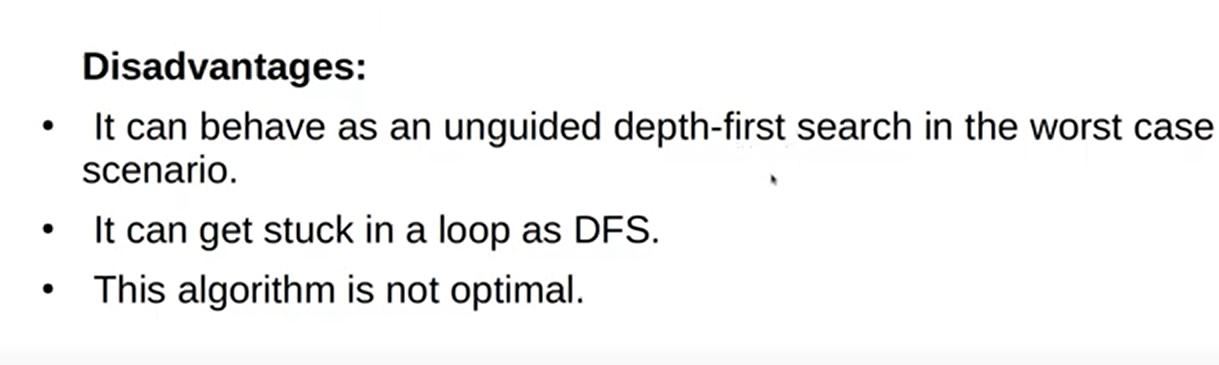 Disadvantages:
• It can behave as an unguided depth-first search in the worst case
scenario.
• It can get stuck in a loop as DFS.
• This algorithm is not optimal.